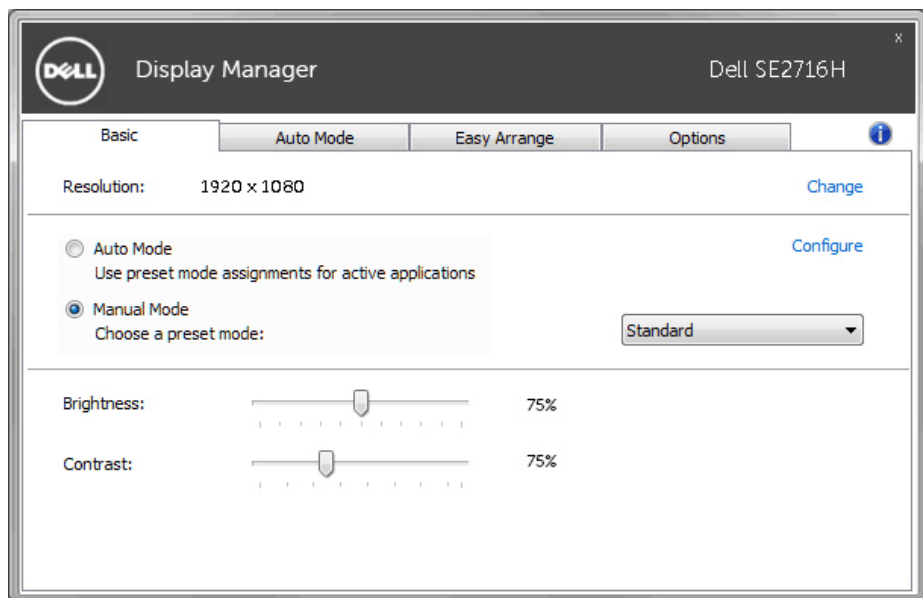 DELL Display Manager Dell SE2716H x
Basic Auto Mode Easy Arrange Options i
Resolution: 1920 x 1080 Change
Auto Mode Configure
Use preset mode assignments for active applications
Manual Mode
Choose a preset mode: Standard
Brightness: 75%
Contrast: 75%